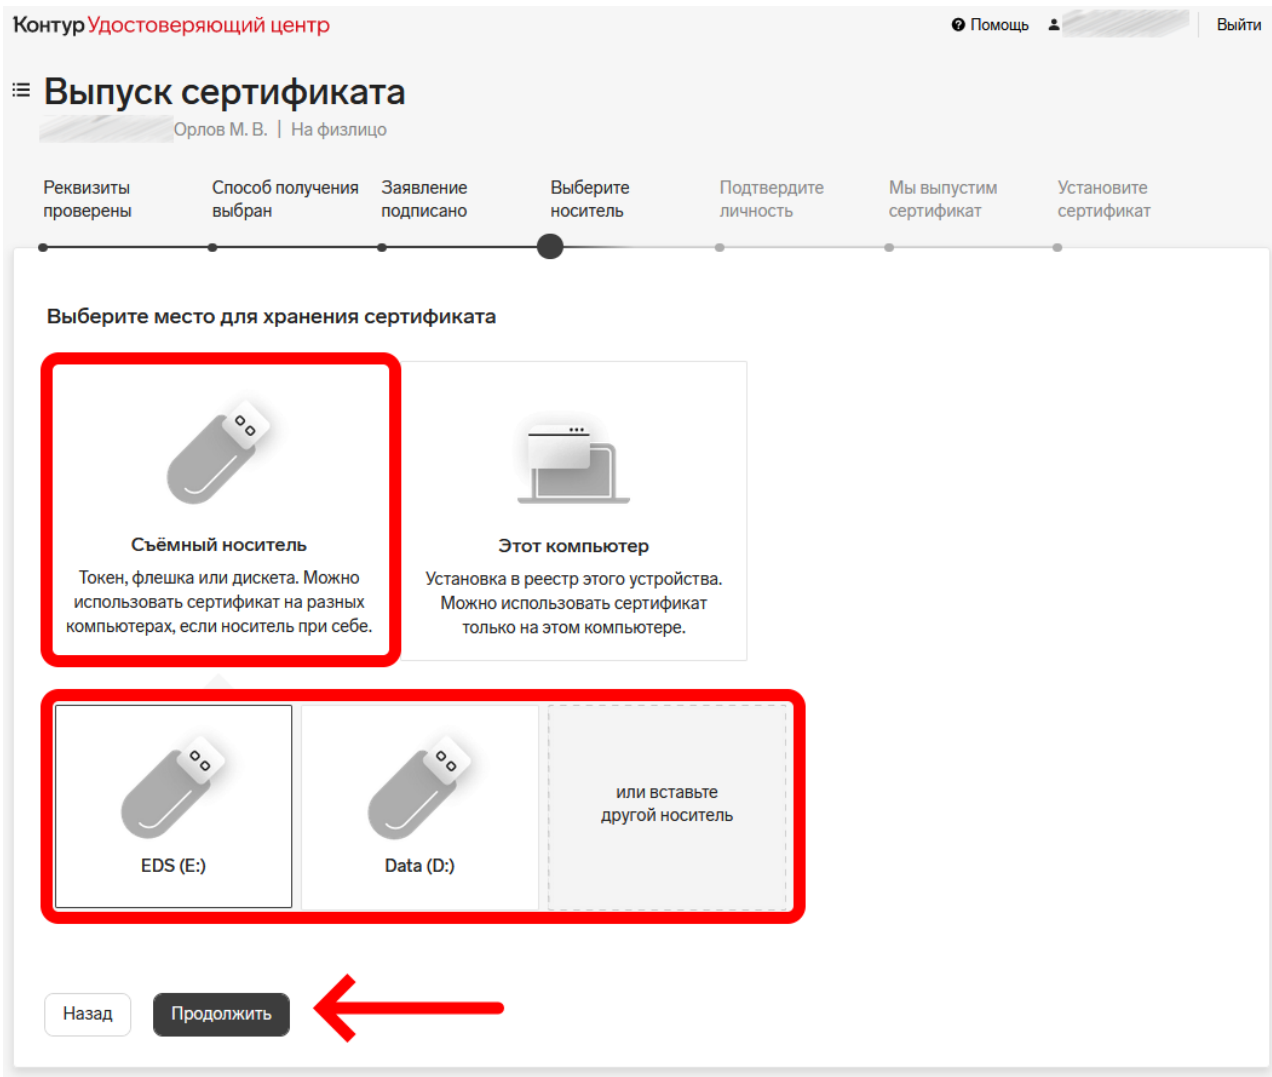 Контур Удостоверяющий центр
Помощь
Выйти
Выпуск сертификата
Орлов М. В. | На физлицо
Реквизиты
проверены
Способ получения
выбран
Заявление
подписано
Выберите
носитель
Подтвердите
личность
Мы выпустим
сертификат
Установите
сертификат
Выберите место для хранения сертификата
Съёмный носитель
Токен, флешка или дискета. Можно
использовать сертификат на разных
компьютерах, если носитель при себе.
Этот компьютер
Установка в реестр этого устройства.
Можно использовать сертификат
только на этом компьютере.
EDS (E:)
Data (D:)
или вставьте
другой носитель
Назад
Продолжить